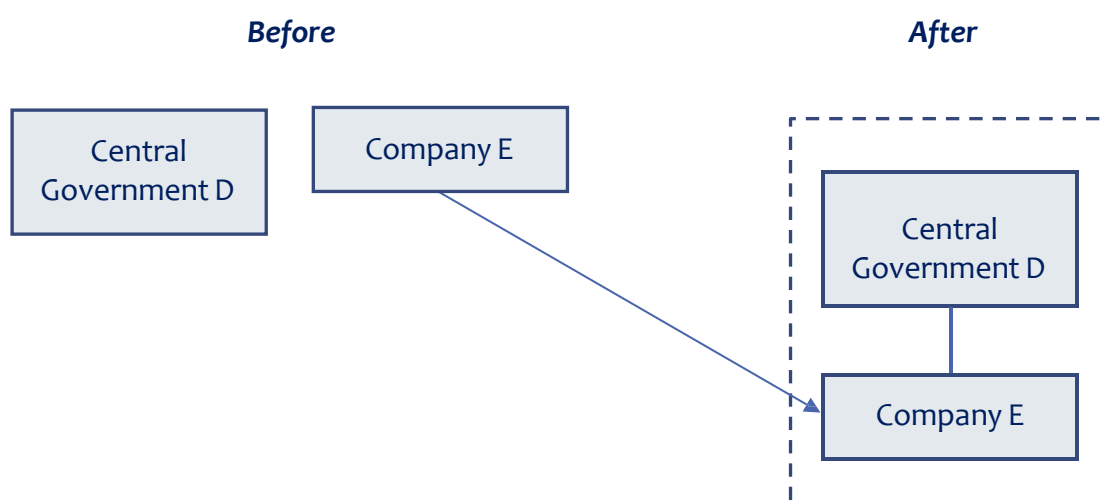 Before
After
Central
Government D
Company E
Central
Government D
Company E